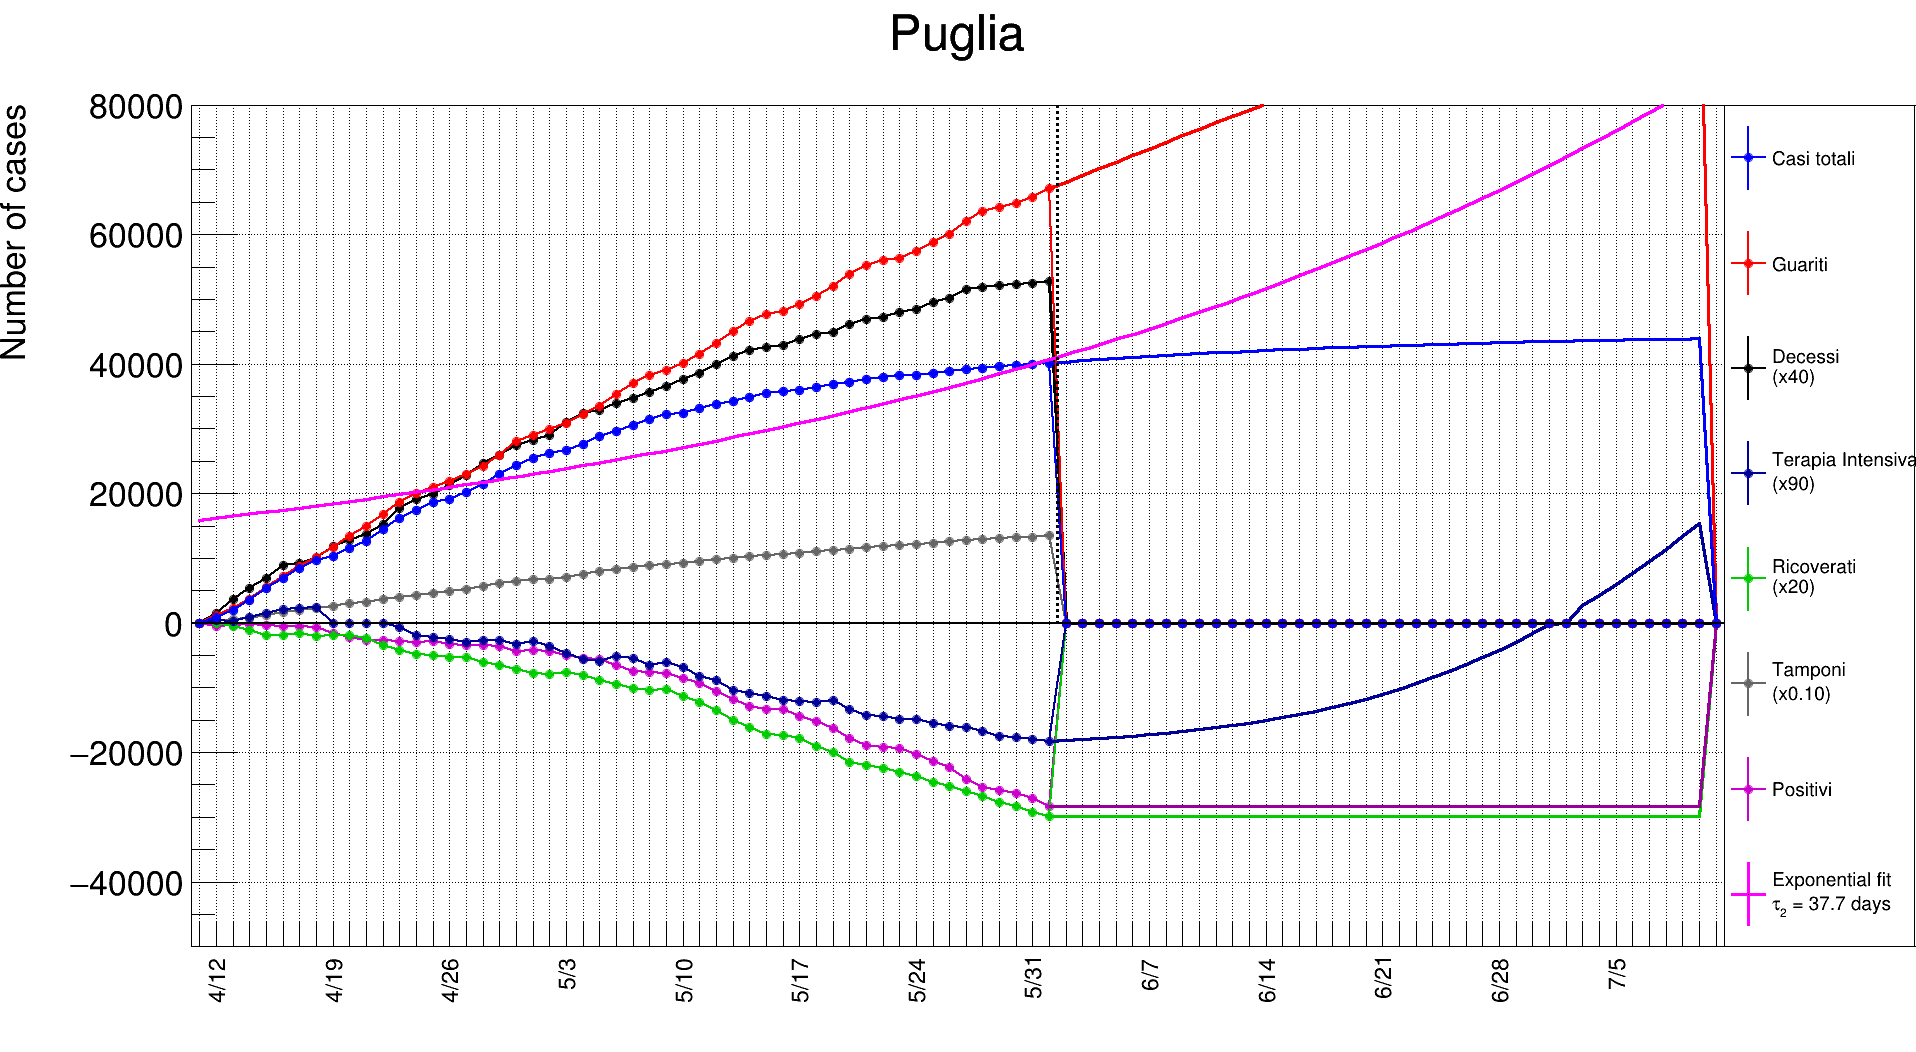 Puglia
Number of cases
80000
60000
40000
20000
0
−20000
−40000
4/12
4/19
4/26
5/3
5/10
5/17
5/24
5/31
6/7
6/14
6/21
6/28
7/5
Casi totali
Guariti
Decessi
(x40)
Terapia Intensiva
(x90)
Ricoverati
(x20)
Tamponi
(x0.10)
Positivi
Exponential fit
τ2 = 37.7 days